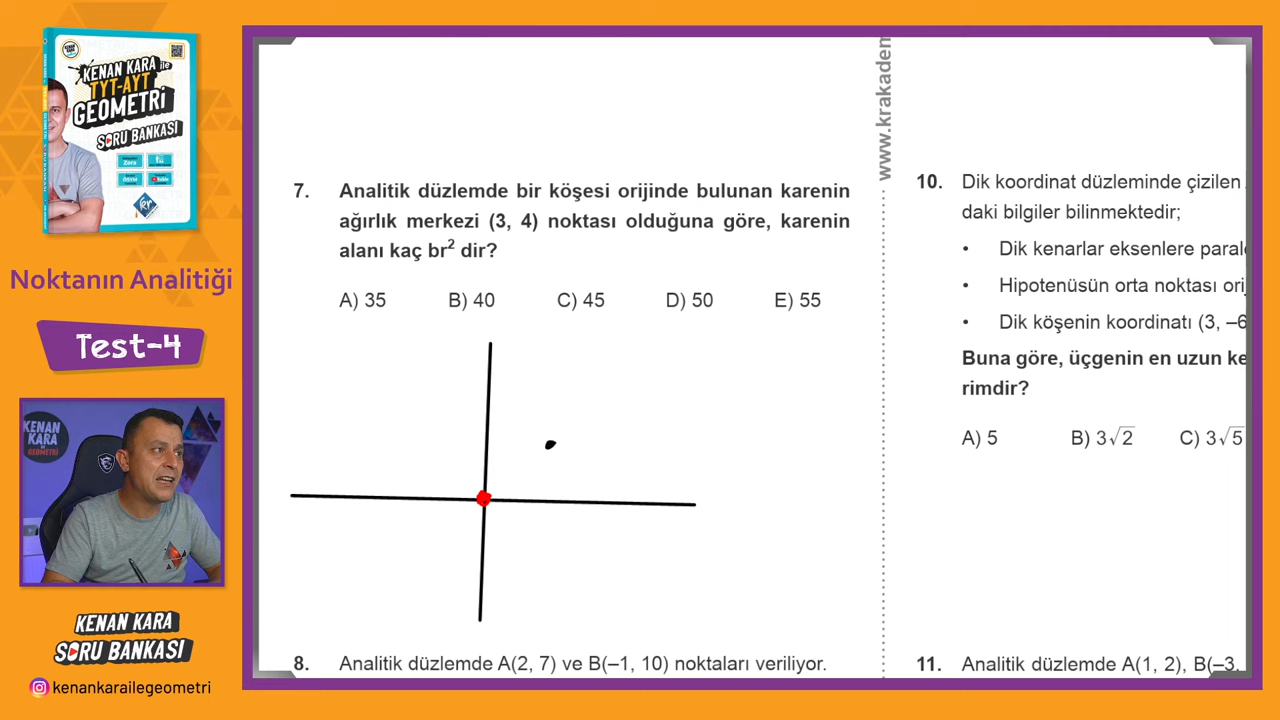 KENAN KARA ile
TYT-AYT
GEOMETRİ
SORU BANKASI
Noktanın Analitiği
Test-4
KENAN
KARA
GEOMETRİ
KENAN KARA
SORU BANKASI
kenankarailegeometri
7. Analitik düzlemde bir köşesi orijinde bulunan karenin
ağırlık merkezi (3, 4) noktası olduğuna göre, karenin
alanı kaç br² dir?
A) 35 B) 40 C) 45 D) 50 E) 55
8. Analitik düzlemde A(2, 7) ve B(–1, 10) noktaları veriliyor.
www.krakadem
10. Dik koordinat düzleminde çizilen
daki bilgiler bilinmektedir;
• Dik kenarlar eksenlere paral
• Hipotenüsün orta noktası ori
• Dik köşenin koordinatı (3, –6
Buna göre, üçgenin en uzun ke
rimdir?
A) 5 B) 3√2 C) 3√5
11. Analitik düzlemde A(1, 2), B(–3,